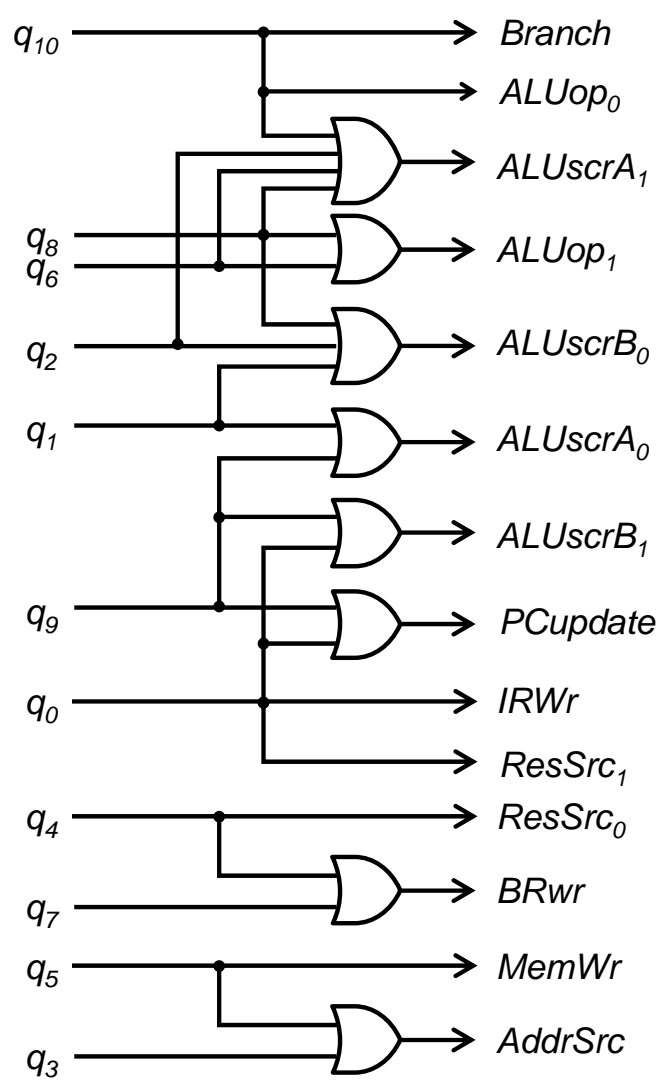 q10 Branch
ALUop0
ALUscrA1
q8 ALUop1
q6
q2 ALUscrB0
q1 ALUscrA0
ALUscrB1
q9 PCupdate
q0 IRWr
ResSrc1
q4 ResSrc0
q7 BRwr
q5 MemWr
q3 AddrSrc